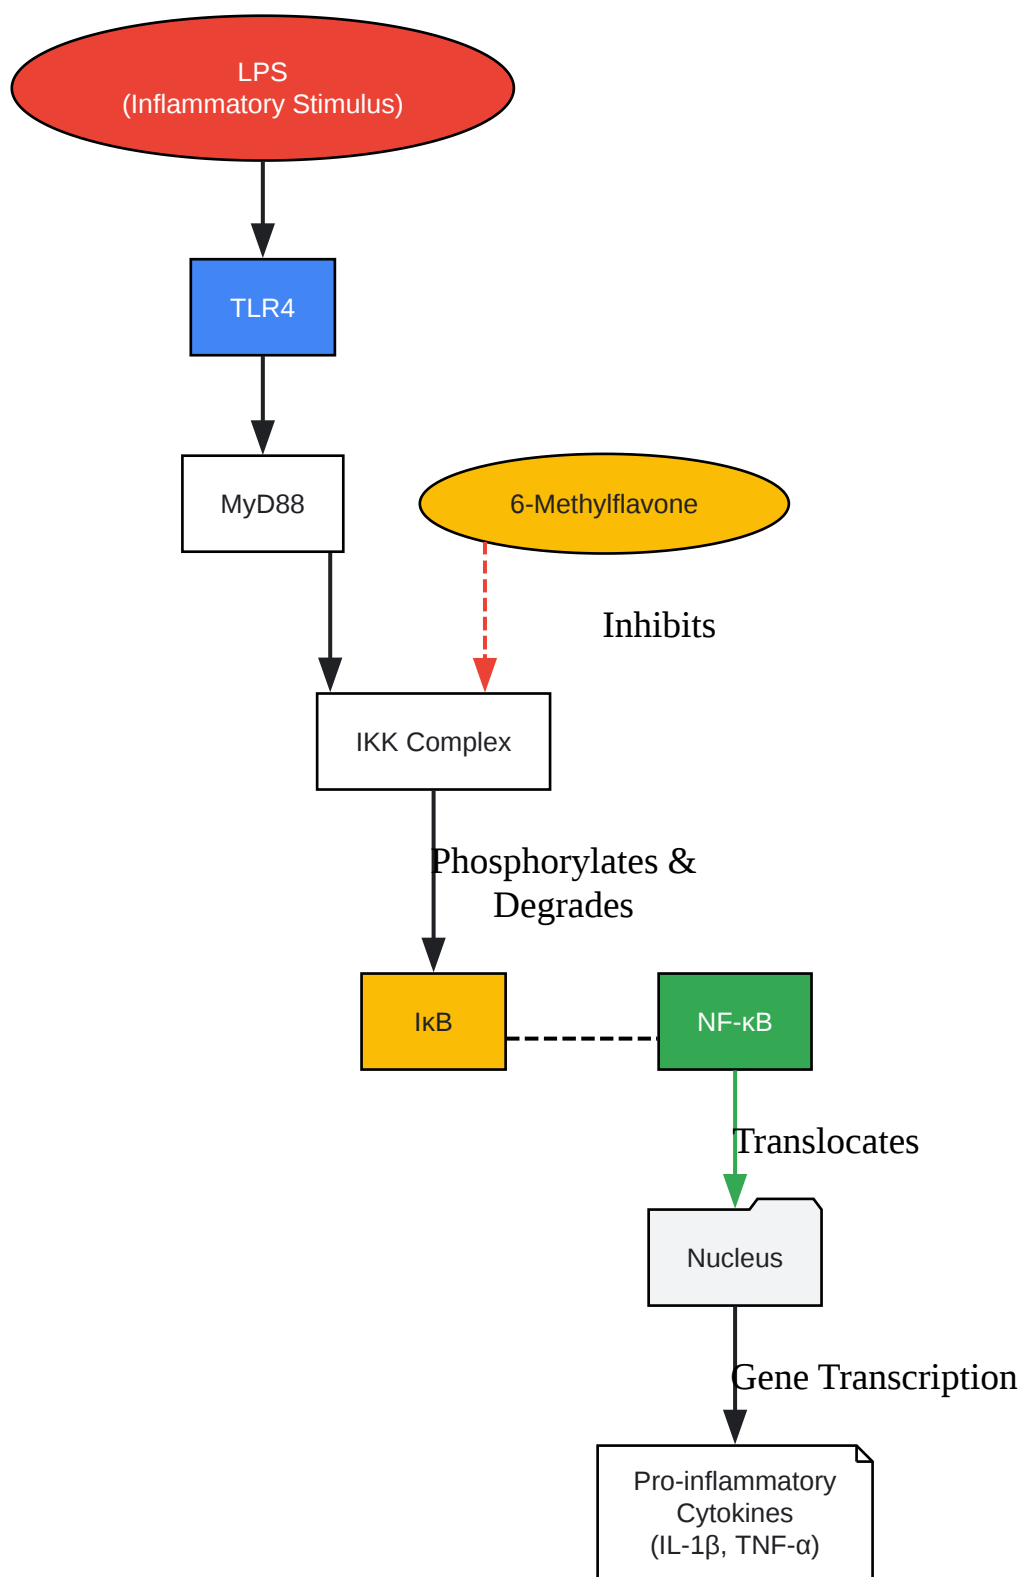 LPS
(Inflammatory Stimulus)
TLR4
MyD88
6-Methylflavone
Inhibits
IKK Complex
Phosphorylates &
Degrades
IκB
NF-κB
Translocates
Nucleus
Gene Transcription
Pro-inflammatory
Cytokines
(IL-1β, TNF-α)